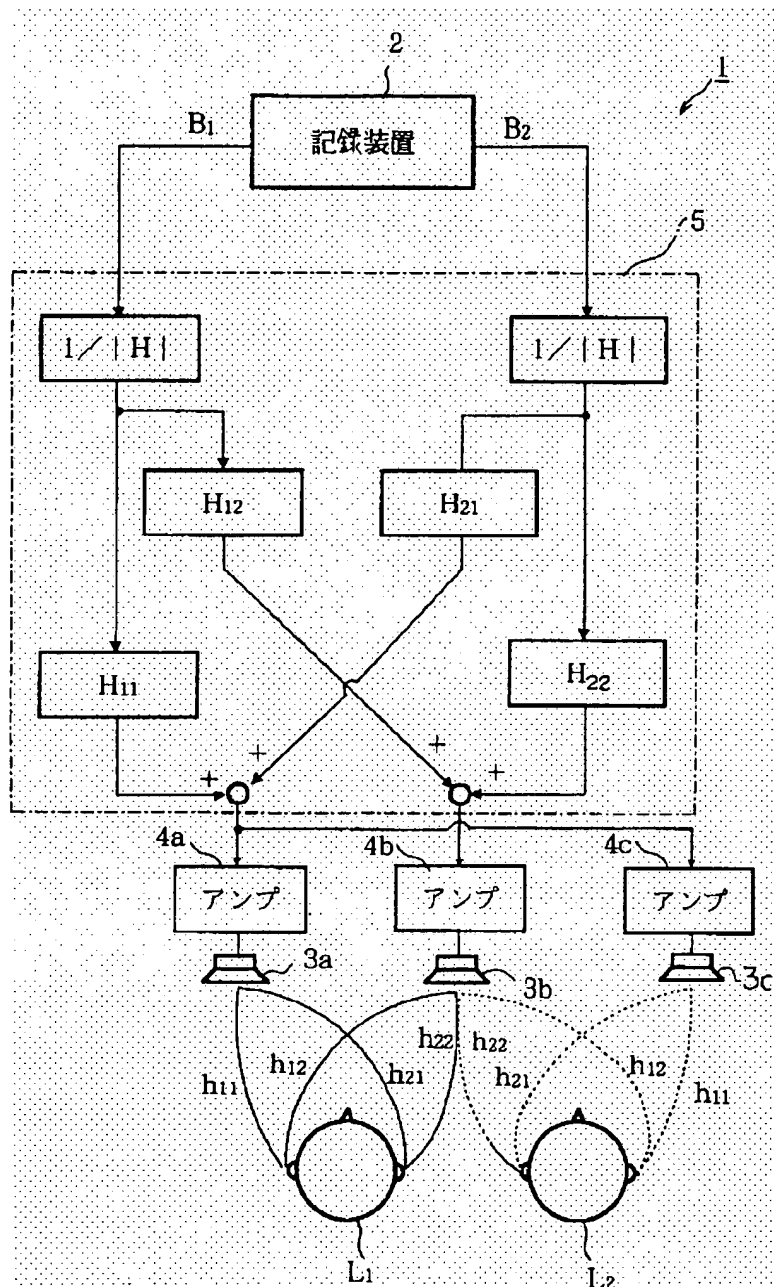 2
1
B₁
記録装置
B₂
5
1／｜H｜
1／｜H｜
H₁₂
H₂₁
H₁₁
H₂₂
+
+
+
+
4a
4b
4c
アンプ
アンプ
アンプ
3a
3b
3c
h₁₁
h₁₂
h₂₁
h₂₂
h₂₂
h₂₁
h₁₂
h₁₁
L₁
L₂